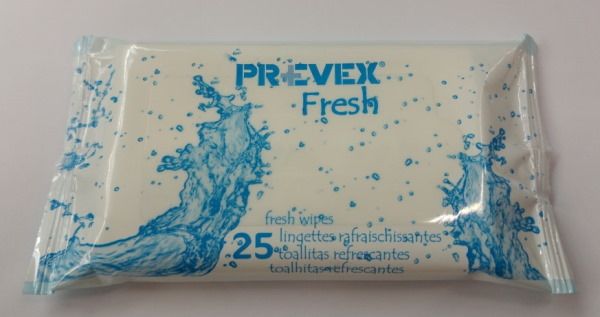 PREVEX®
Fresh
fresh wipes
25 lingettes rafraischissantes
toallitas refrescantes
toalhitas refrescantes